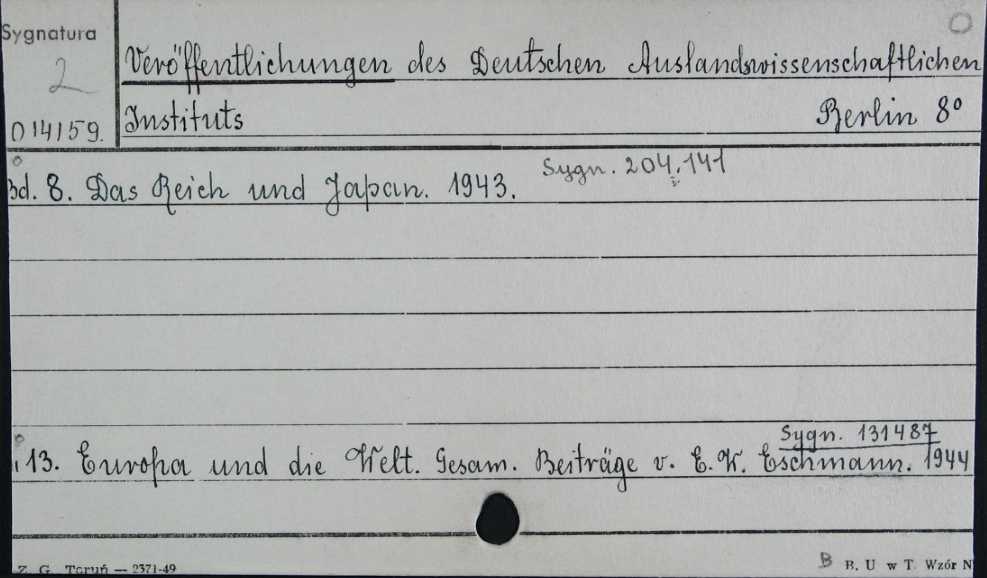 Sygnatura
2
014159.
Veröffentlichungen des Deutschen Auslandswissenschaftlichen
Instituts Berlin 8°
Bd. 8. Das Reich und Japan. 1943. Sygn. 204.141
Sygn. 131487
13. Europa und die Welt. Gesam. Beiträge v. E. W. Eschmann. 1944
Z. G. Toruń — 2371-49
B B. U w T. Wzór N